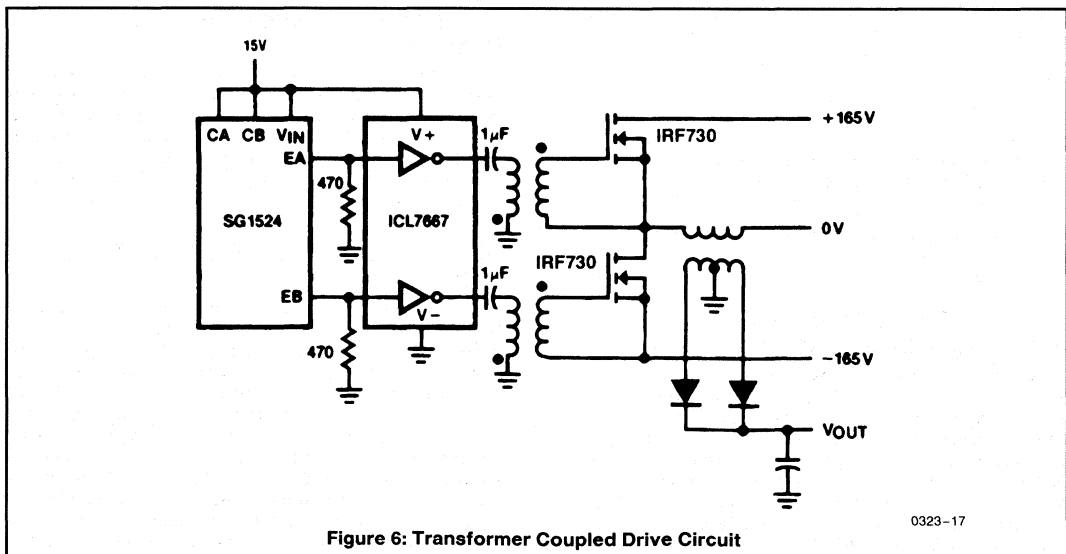 15V
CA CB VIN
EA
470
SG1524
EB
470
V+
ICL7667
V-
1μF
1μF
IRF730
IRF730
+165V
0V
-165V
VOUT
0323-17
Figure 6: Transformer Coupled Drive Circuit